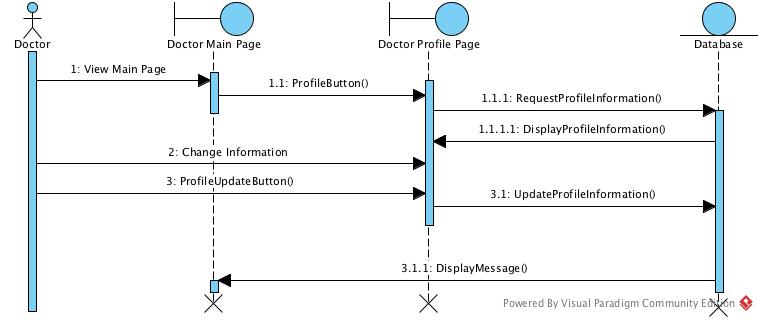 Doctor
Doctor Main Page
Doctor Profile Page
Database
1: View Main Page
1.1: ProfileButton()
1.1.1: RequestProfileInformation()
1.1.1.1: DisplayProfileInformation()
2: Change Information
3: ProfileUpdateButton()
3.1: UpdateProfileInformation()
3.1.1: DisplayMessage()
Powered By Visual Paradigm Community Edition